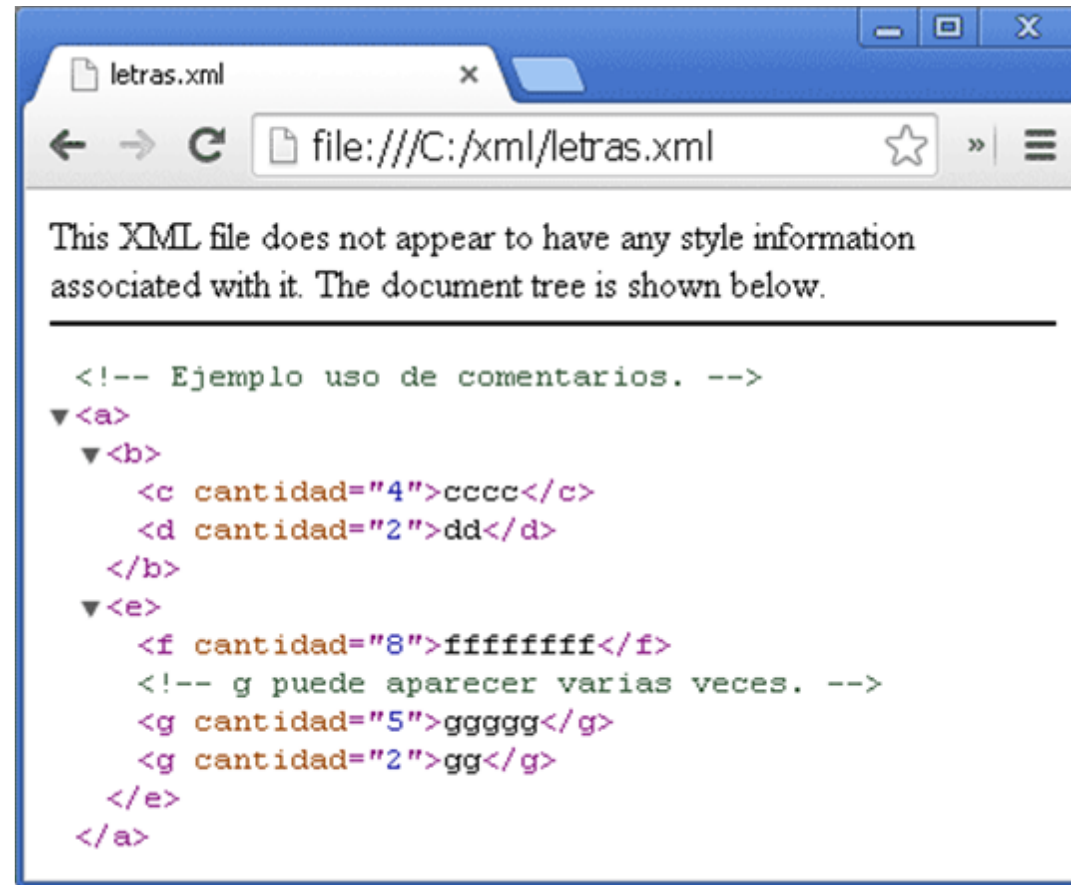 letras.xml
file:///C:/xml/letras.xml
This XML file does not appear to have any style information
associated with it. The document tree is shown below.
<!-- Ejemplo uso de comentarios. -->
▼<a>
▼<b>
<c cantidad="4">cccc</c>
<d cantidad="2">dd</d>
</b>
▼<e>
<f cantidad="8">ffffffff</f>
<!-- g puede aparecer varias veces. -->
<g cantidad="5">ggggg</g>
<g cantidad="2">gg</g>
</e>
</a>